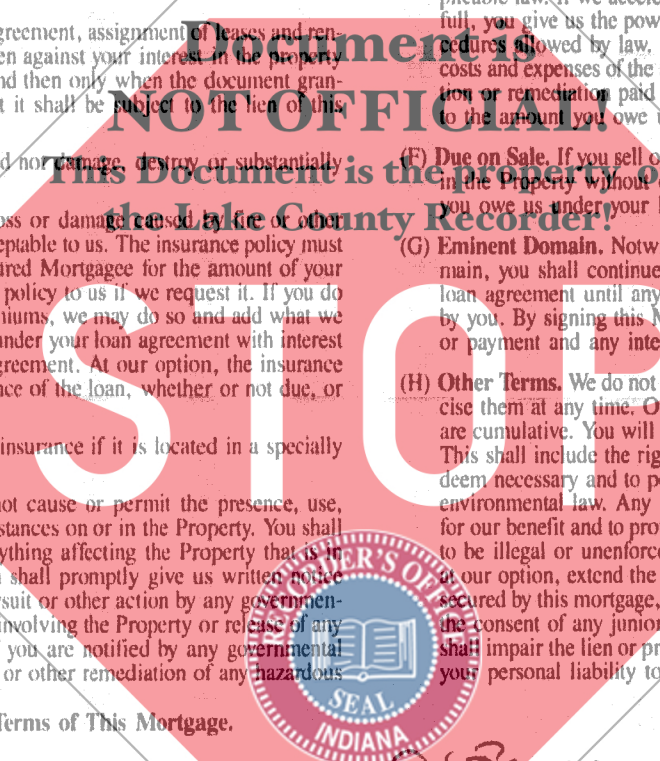 Document is
NOT OFFICIAL!
This Document is the property o
the Lake County Recorder!
STOP
greement, assignment of leases and ren-
en against your interest in the property
nd then only when the document gran-
t it shall be subject to the lien of this
d not damage, destroy or substantially
oss or damage caused by fire or other
eptable to us. The insurance policy must
ired Mortgagee for the amount of your
policy to us if we request it. If you do
niums, we may do so and add what we
under your loan agreement with interest
greement. At our option, the insurance
nce of the loan, whether or not due, or
insurance if it is located in a specially
not cause or permit the presence, use,
stances on or in the Property. You shall
ything affecting the Property that is in
shall promptly give us written notice
suit or other action by any governmen-
involving the Property or release of any
you are notified by any governmental
or other remediation of any hazardous
Terms of This Mortgage.
plicable law. If we acceler
full, you give us the pow
cedures allowed by law.
costs and expenses of the
tion or remediation paid
to the amount you owe u
(F) Due on Sale. If you sell o
in the Property without
you owe us under your
(G) Eminent Domain. Notw
main, you shall continue
loan agreement until any
by you. By signing this M
or payment and any inte
(H) Other Terms. We do not
cise them at any time. O
are cumulative. You will
This shall include the rig
deem necessary and to pe
environmental law. Any
for our benefit and to pro
to be illegal or unenforce
at our option, extend the
secured by this mortgage,
the consent of any junior
shall impair the lien or pr
your personal liability to
RDER'S OF
SEAL
INDIANA